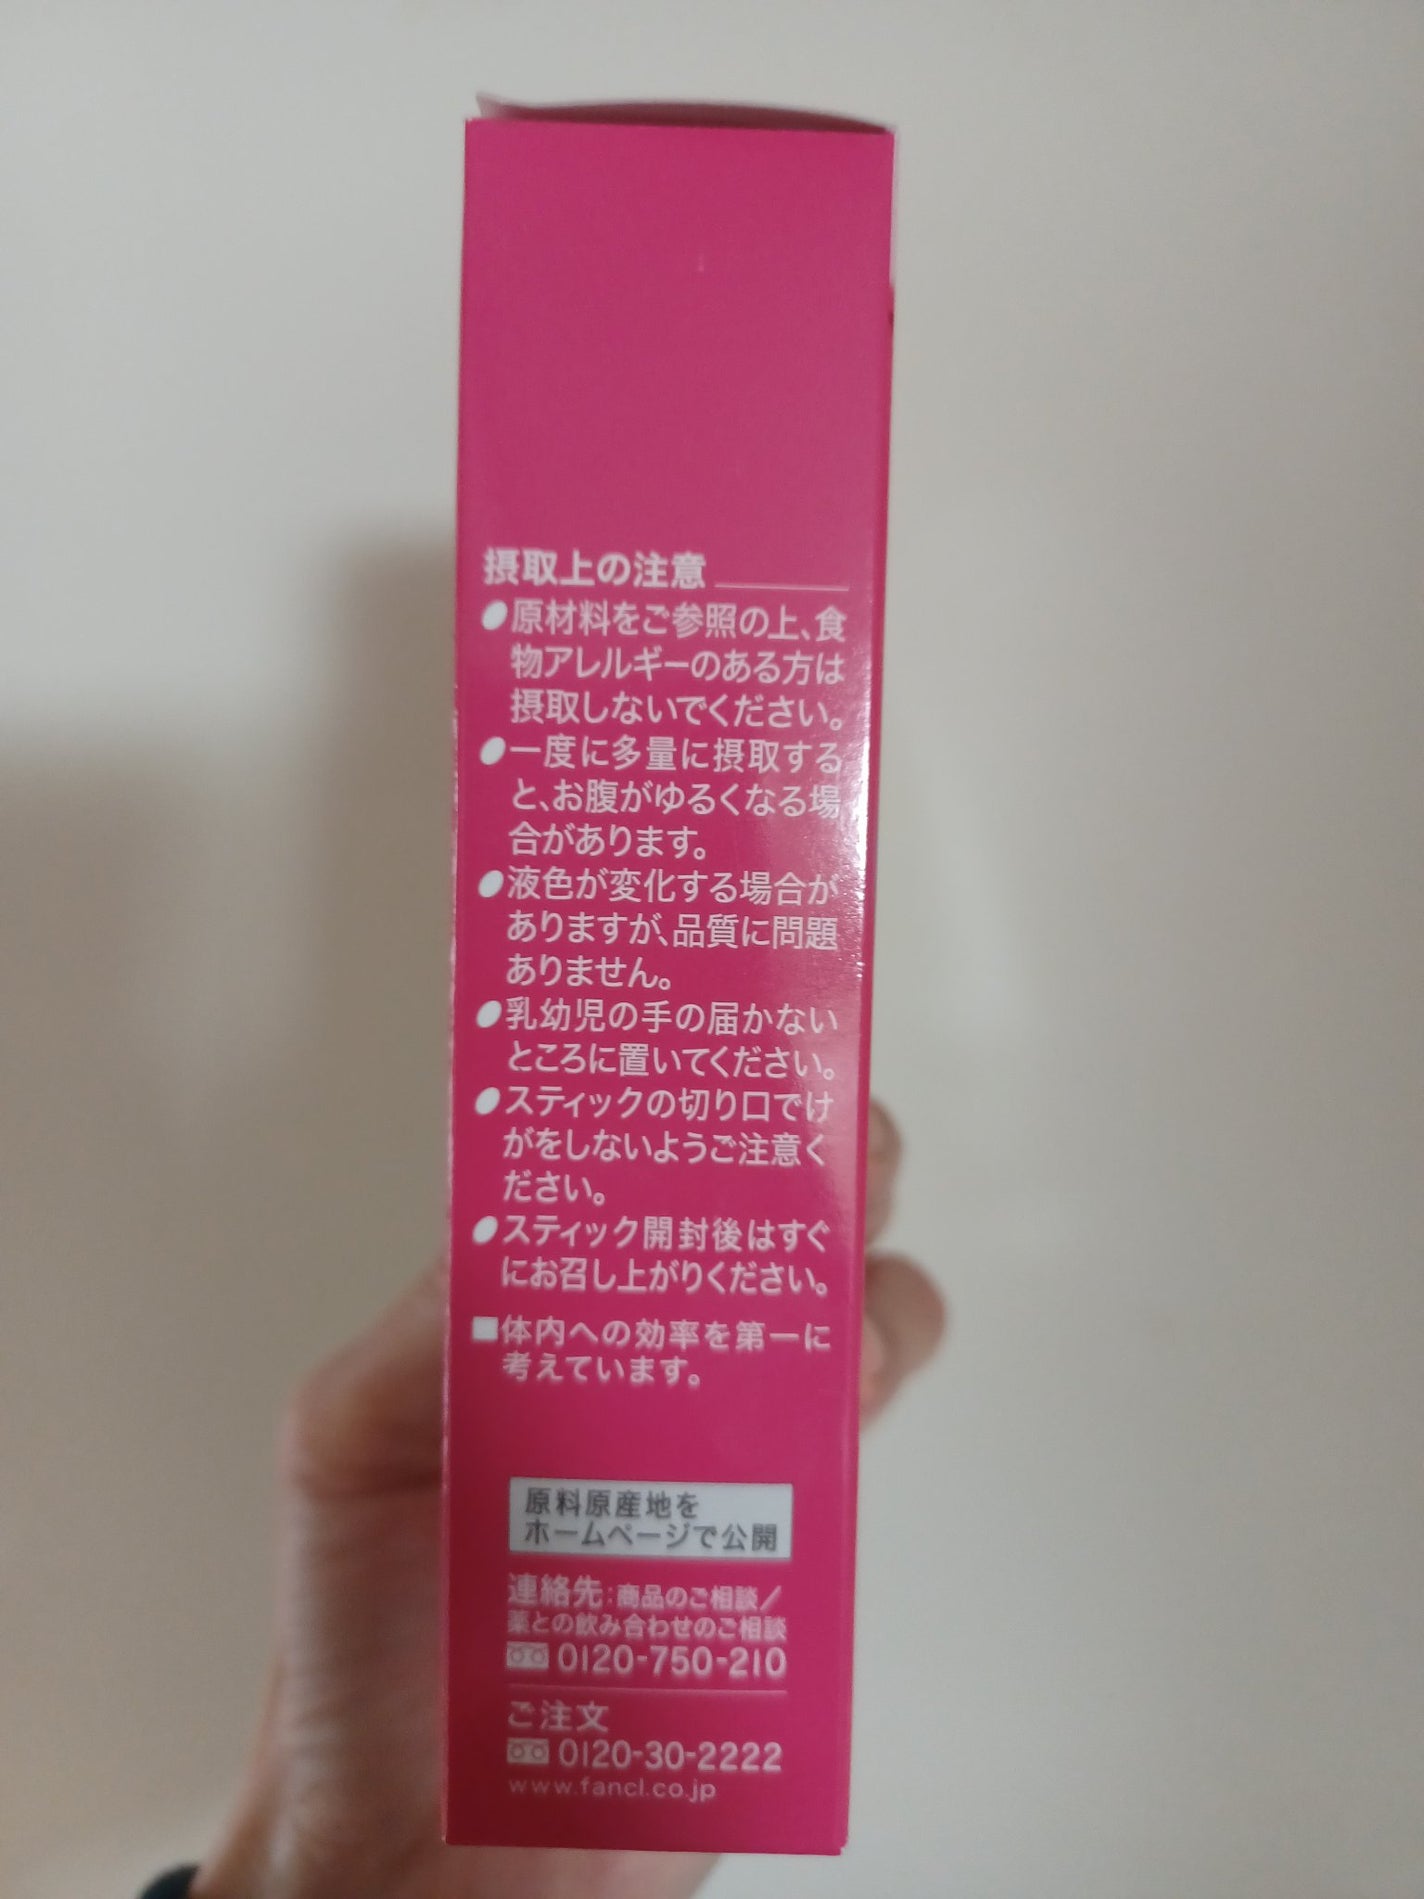 摂取上の注意
●原材料をご参照の上、食
物アレルギーのある方は
摂取しないでください。
●一度に多量に摂取する
と、お腹がゆるくなる場
合があります。
●液色が変化する場合が
ありますが、品質に問題
ありません。
●乳幼児の手の届かない
ところに置いてください。
●スティックの切り口でけ
がをしないようご注意く
ださい。
●スティック開封後はすぐ
にお召し上がりください。
■体内への効率を第一に
考えています。
原料原産地を
ホームページで公開
連絡先:商品のご相談/
薬との飲み合わせのご相談
0120-750-210
ご注文
0120-30-2222
www.fancl.co.jp